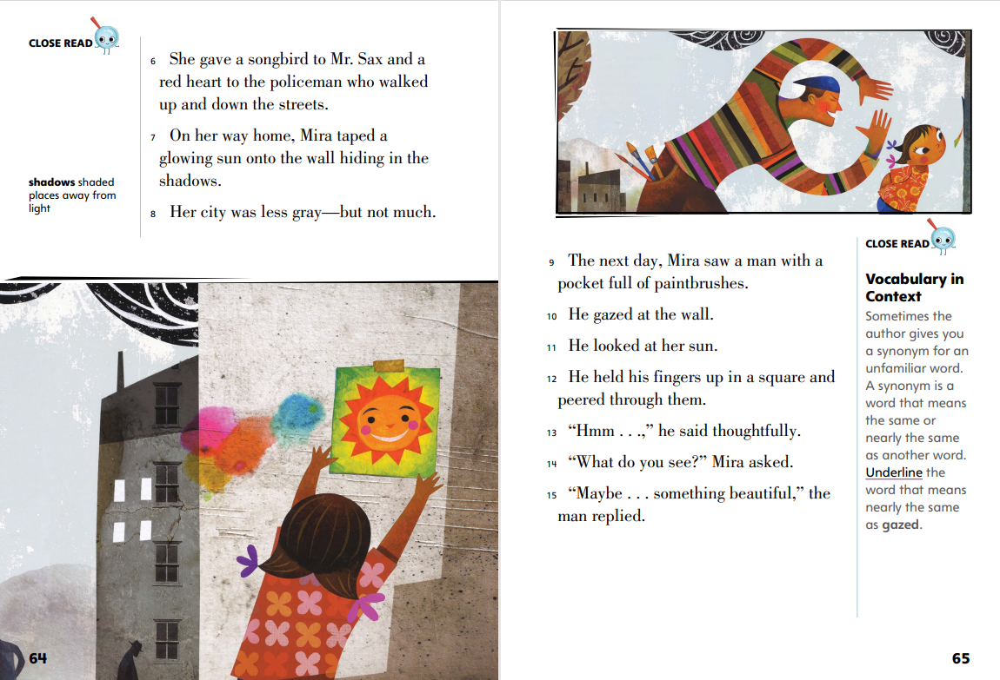 CLOSE READ
6 She gave a songbird to Mr. Sax and a
red heart to the policeman who walked
up and down the streets.
7 On her way home, Mira taped a
glowing sun onto the wall hiding in the
shadows.
shadows shaded
places away from
light
8 Her city was less gray—but not much.
64
9 The next day, Mira saw a man with a
pocket full of paintbrushes.
10 He gazed at the wall.
11 He looked at her sun.
12 He held his fingers up in a square and
peered through them.
13 “Hmm . . .,” he said thoughtfully.
14 “What do you see?” Mira asked.
15 “Maybe . . . something beautiful,” the
man replied.
CLOSE READ
Vocabulary in
Context
Sometimes the
author gives you
a synonym for an
unfamiliar word.
A synonym is a
word that means
the same or
nearly the same
as another word.
Underline the
word that means
nearly the same
as gazed.
65